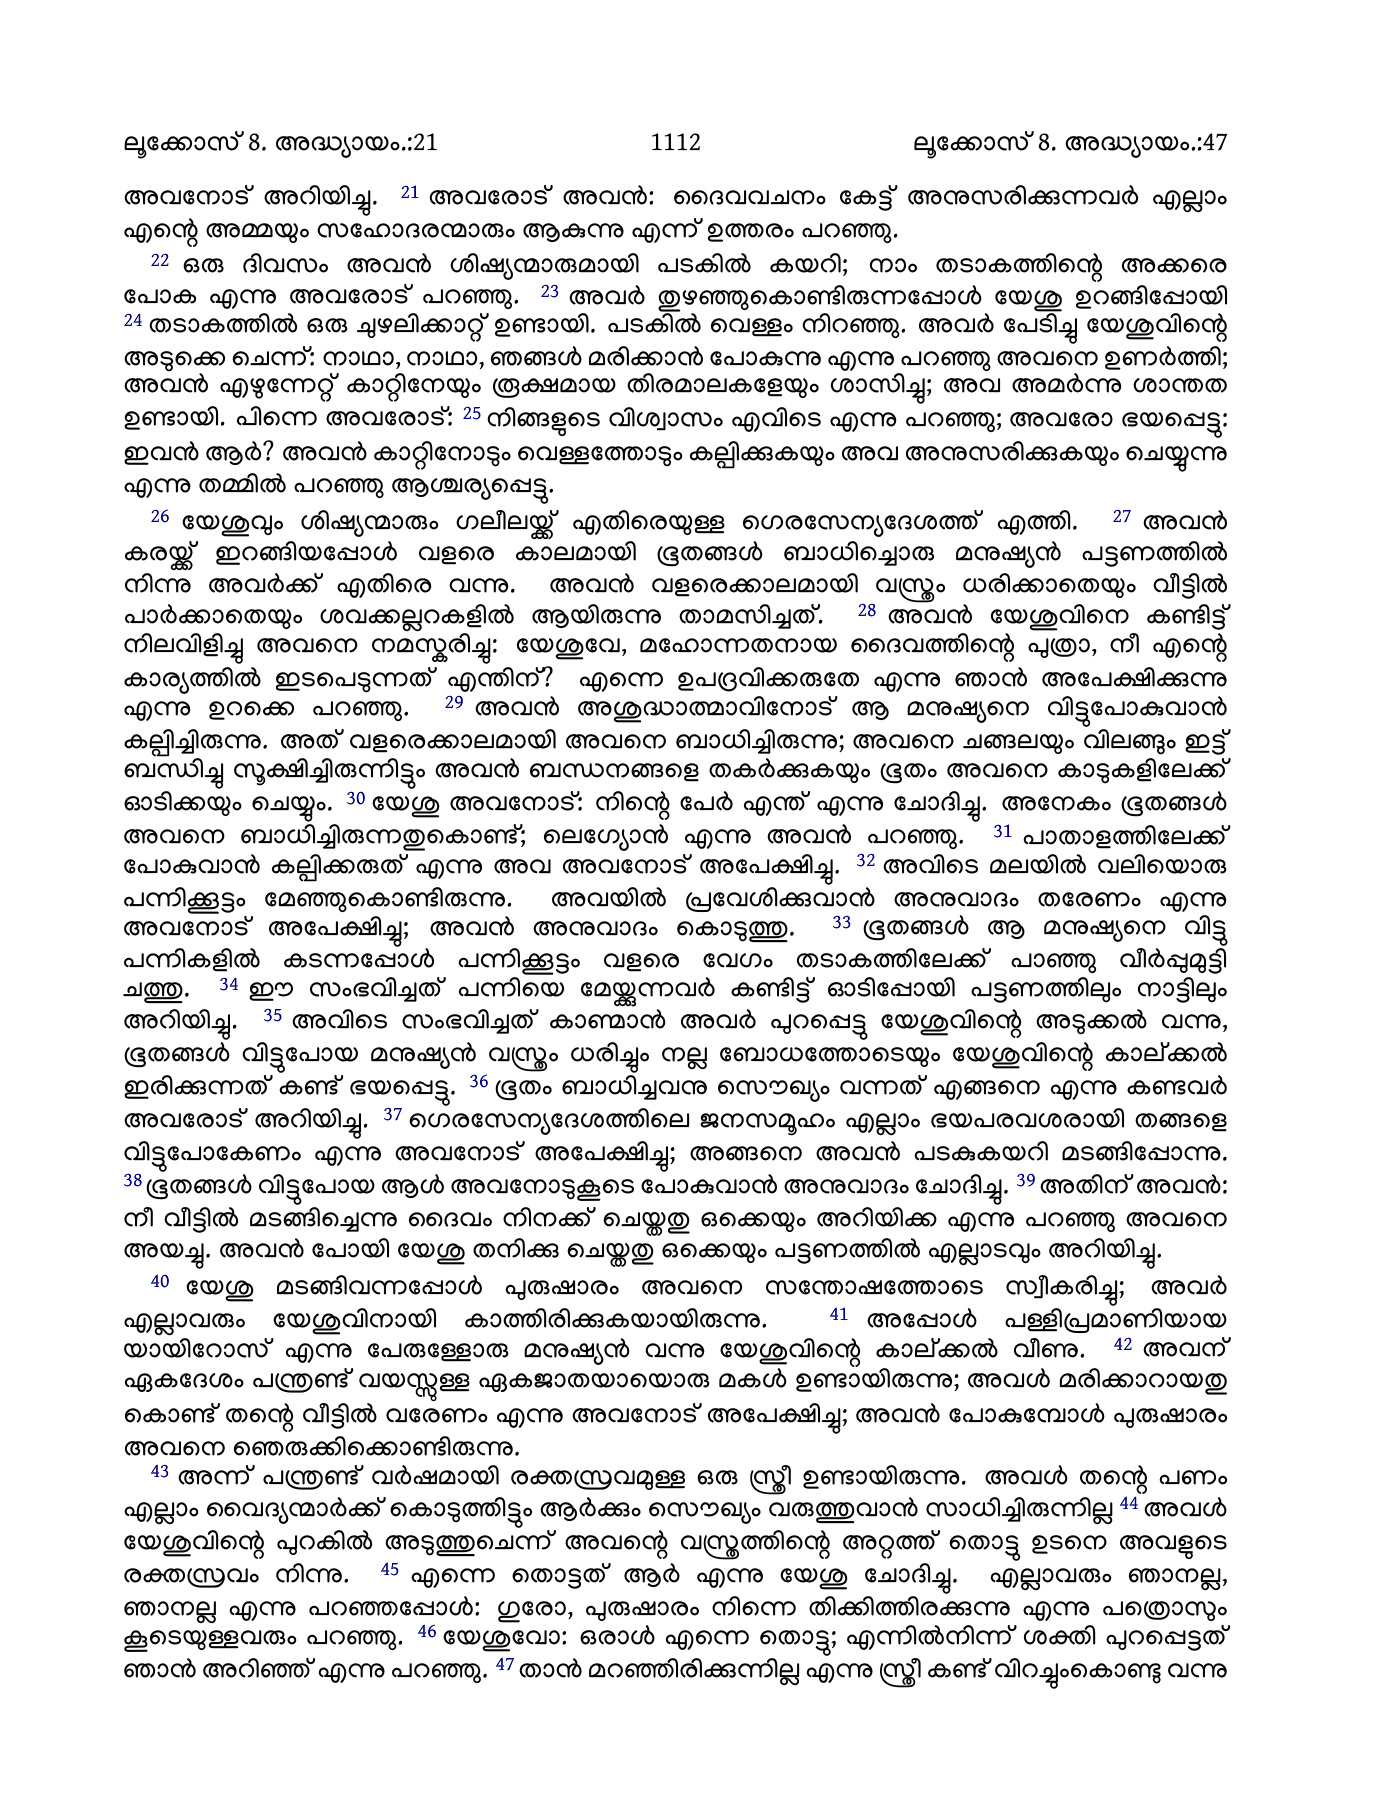 ലൂക്കോസ് 8. അദ്ധ്യായം.:21 1112 ലൂക്കോസ് 8. അദ്ധ്യായം.:47
അവനോട് അറിയിച്ചു. 21 അവരോട് അവൻ: ദൈവവചനം കേട്ട് അനുസരിക്കുന്നവർ എല്ലാം
എന്റെ അമ്മയും സഹോദരന്മാരും ആകുന്നു എന്ന് ഉത്തരം പറഞ്ഞു.
22 ഒരു ദിവസം അവൻ ശിഷ്യന്മാരുമായി പടകിൽ കയറി; നാം തടാകത്തിന്റെ അക്കരെ
പോക എന്നു അവരോട് പറഞ്ഞു. 23 അവർ തുഴഞ്ഞുകൊണ്ടിരുന്നപ്പോൾ യേശു ഉറങ്ങിപ്പോയി
24 തടാകത്തിൽ ഒരു ചുഴലിക്കാറ്റ് ഉണ്ടായി. പടകിൽ വെള്ളം നിറഞ്ഞു. അവർ പേടിച്ചു യേശുവിന്റെ
അടുക്കെ ചെന്ന്: നാഥാ, നാഥാ, ഞങ്ങൾ മരിക്കാൻ പോകുന്നു എന്നു പറഞ്ഞു അവനെ ഉണർത്തി;
അവൻ എഴുന്നേറ്റ് കാറ്റിനേയും രൂക്ഷമായ തിരമാലകളേയും ശാസിച്ചു; അവ അമർന്നു ശാന്തത
ഉണ്ടായി. പിന്നെ അവരോട്: 25 നിങ്ങളുടെ വിശ്വാസം എവിടെ എന്നു പറഞ്ഞു; അവരോ ഭയപ്പെട്ടു:
ഇവൻ ആർ? അവൻ കാറ്റിനോടും വെള്ളത്തോടും കല്പിക്കുകയും അവ അനുസരിക്കുകയും ചെയ്യുന്നു
എന്നു തമ്മിൽ പറഞ്ഞു ആശ്ചര്യപ്പെട്ടു.
26 യേശുവും ശിഷ്യന്മാരും ഗലീലയ്ക്ക് എതിരെയുള്ള ഗെരസേന്യദേശത്ത് എത്തി. 27 അവൻ
കരയ്ക്ക് ഇറങ്ങിയപ്പോൾ വളരെ കാലമായി ഭൂതങ്ങൾ ബാധിച്ചൊരു മനുഷ്യൻ പട്ടണത്തിൽ
നിന്നു അവർക്ക് എതിരെ വന്നു. അവൻ വളരെക്കാലമായി വസ്ത്രം ധരിക്കാതെയും വീട്ടിൽ
പാർക്കാതെയും ശവക്കല്ലറകളിൽ ആയിരുന്നു താമസിച്ചത്. 28 അവൻ യേശുവിനെ കണ്ടിട്ട്
നിലവിളിച്ചു അവനെ നമസ്കരിച്ചു: യേശുവേ, മഹോന്നതനായ ദൈവത്തിന്റെ പുത്രാ, നീ എന്റെ
കാര്യത്തിൽ ഇടപെടുന്നത് എന്തിന്? എന്നെ ഉപദ്രവിക്കരുതേ എന്നു ഞാൻ അപേക്ഷിക്കുന്നു
എന്നു ഉറക്കെ പറഞ്ഞു. 29 അവൻ അശുദ്ധാത്മാവിനോട് ആ മനുഷ്യനെ വിട്ടുപോകുവാൻ
കല്പിച്ചിരുന്നു. അത് വളരെക്കാലമായി അവനെ ബാധിച്ചിരുന്നു; അവനെ ചങ്ങലയും വിലങ്ങും ഇട്ട്
ബന്ധിച്ചു സൂക്ഷിച്ചിരുന്നിട്ടും അവൻ ബന്ധനങ്ങളെ തകർക്കുകയും ഭൂതം അവനെ കാടുകളിലേക്ക്
ഓടിക്കയും ചെയ്യും. 30 യേശു അവനോട്: നിന്റെ പേർ എന്ത് എന്നു ചോദിച്ചു. അനേകം ഭൂതങ്ങൾ
അവനെ ബാധിച്ചിരുന്നതുകൊണ്ട്; ലെഗ്യോൻ എന്നു അവൻ പറഞ്ഞു. 31 പാതാളത്തിലേക്ക്
പോകുവാൻ കല്പിക്കരുത് എന്നു അവ അവനോട് അപേക്ഷിച്ചു. 32 അവിടെ മലയിൽ വലിയൊരു
പന്നിക്കൂട്ടം മേഞ്ഞുകൊണ്ടിരുന്നു. അവയിൽ പ്രവേശിക്കുവാൻ അനുവാദം തരേണം എന്നു
അവനോട് അപേക്ഷിച്ചു; അവൻ അനുവാദം കൊടുത്തു. 33 ഭൂതങ്ങൾ ആ മനുഷ്യനെ വിട്ടു
പന്നികളിൽ കടന്നപ്പോൾ പന്നിക്കൂട്ടം വളരെ വേഗം തടാകത്തിലേക്ക് പാഞ്ഞു വീർപ്പുമുട്ടി
ചത്തു. 34 ഈ സംഭവിച്ചത് പന്നിയെ മേയ്ക്കുന്നവർ കണ്ടിട്ട് ഓടിപ്പോയി പട്ടണത്തിലും നാട്ടിലും
അറിയിച്ചു. 35 അവിടെ സംഭവിച്ചത് കാണ്മാൻ അവർ പുറപ്പെട്ടു യേശുവിന്റെ അടുക്കൽ വന്നു,
ഭൂതങ്ങൾ വിട്ടുപോയ മനുഷ്യൻ വസ്ത്രം ധരിച്ചും നല്ല ബോധത്തോടെയും യേശുവിന്റെ കാല്ക്കൽ
ഇരിക്കുന്നത് കണ്ട് ഭയപ്പെട്ടു. 36 ഭൂതം ബാധിച്ചവനു സൌഖ്യം വന്നത് എങ്ങനെ എന്നു കണ്ടവർ
അവരോട് അറിയിച്ചു. 37 ഗെരസേന്യദേശത്തിലെ ജനസമൂഹം എല്ലാം ഭയപരവശരായി തങ്ങളെ
വിട്ടുപോകേണം എന്നു അവനോട് അപേക്ഷിച്ചു; അങ്ങനെ അവൻ പടകുകയറി മടങ്ങിപ്പോന്നു.
38 ഭൂതങ്ങൾ വിട്ടുപോയ ആൾ അവനോടുകൂടെ പോകുവാൻ അനുവാദം ചോദിച്ചു. 39 അതിന് അവൻ:
നീ വീട്ടിൽ മടങ്ങിച്ചെന്നു ദൈവം നിനക്ക് ചെയ്തതു ഒക്കെയും അറിയിക്ക എന്നു പറഞ്ഞു അവനെ
അയച്ചു. അവൻ പോയി യേശു തനിക്കു ചെയ്തതു ഒക്കെയും പട്ടണത്തിൽ എല്ലാടവും അറിയിച്ചു.
40 യേശു മടങ്ങിവന്നപ്പോൾ പുരുഷാരം അവനെ സന്തോഷത്തോടെ സ്വീകരിച്ചു; അവർ
എല്ലാവരും യേശുവിനായി കാത്തിരിക്കുകയായിരുന്നു. 41 അപ്പോൾ പള്ളിപ്രമാണിയായ
യായിറോസ് എന്നു പേരുള്ളോരു മനുഷ്യൻ വന്നു യേശുവിന്റെ കാല്ക്കൽ വീണു. 42 അവന്
ഏകദേശം പന്ത്രണ്ട് വയസ്സുള്ള ഏകജാതയായൊരു മകൾ ഉണ്ടായിരുന്നു; അവൾ മരിക്കാറായതു
കൊണ്ട് തന്റെ വീട്ടിൽ വരേണം എന്നു അവനോട് അപേക്ഷിച്ചു; അവൻ പോകുമ്പോൾ പുരുഷാരം
അവനെ ഞെരുക്കിക്കൊണ്ടിരുന്നു.
43 അന്ന് പന്ത്രണ്ട് വർഷമായി രക്തസ്രവമുള്ള ഒരു സ്ത്രീ ഉണ്ടായിരുന്നു. അവൾ തന്റെ പണം
എല്ലാം വൈദ്യന്മാർക്ക് കൊടുത്തിട്ടും ആർക്കും സൌഖ്യം വരുത്തുവാൻ സാധിച്ചിരുന്നില്ല 44 അവൾ
യേശുവിന്റെ പുറകിൽ അടുത്തുചെന്ന് അവന്റെ വസ്ത്രത്തിന്റെ അറ്റത്ത് തൊട്ടു ഉടനെ അവളുടെ
രക്തസ്രവം നിന്നു. 45 എന്നെ തൊട്ടത് ആർ എന്നു യേശു ചോദിച്ചു. എല്ലാവരും ഞാനല്ല,
ഞാനല്ല എന്നു പറഞ്ഞപ്പോൾ: ഗുരോ, പുരുഷാരം നിന്നെ തിക്കിത്തിരക്കുന്നു എന്നു പത്രൊസും
കൂടെയുള്ളവരും പറഞ്ഞു. 46 യേശുവോ: ഒരാൾ എന്നെ തൊട്ടു; എന്നിൽനിന്ന് ശക്തി പുറപ്പെട്ടത്
ഞാൻ അറിഞ്ഞ് എന്നു പറഞ്ഞു. 47 താൻ മറഞ്ഞിരിക്കുന്നില്ല എന്നു സ്ത്രീ കണ്ട് വിറച്ചുംകൊണ്ടു വന്നു